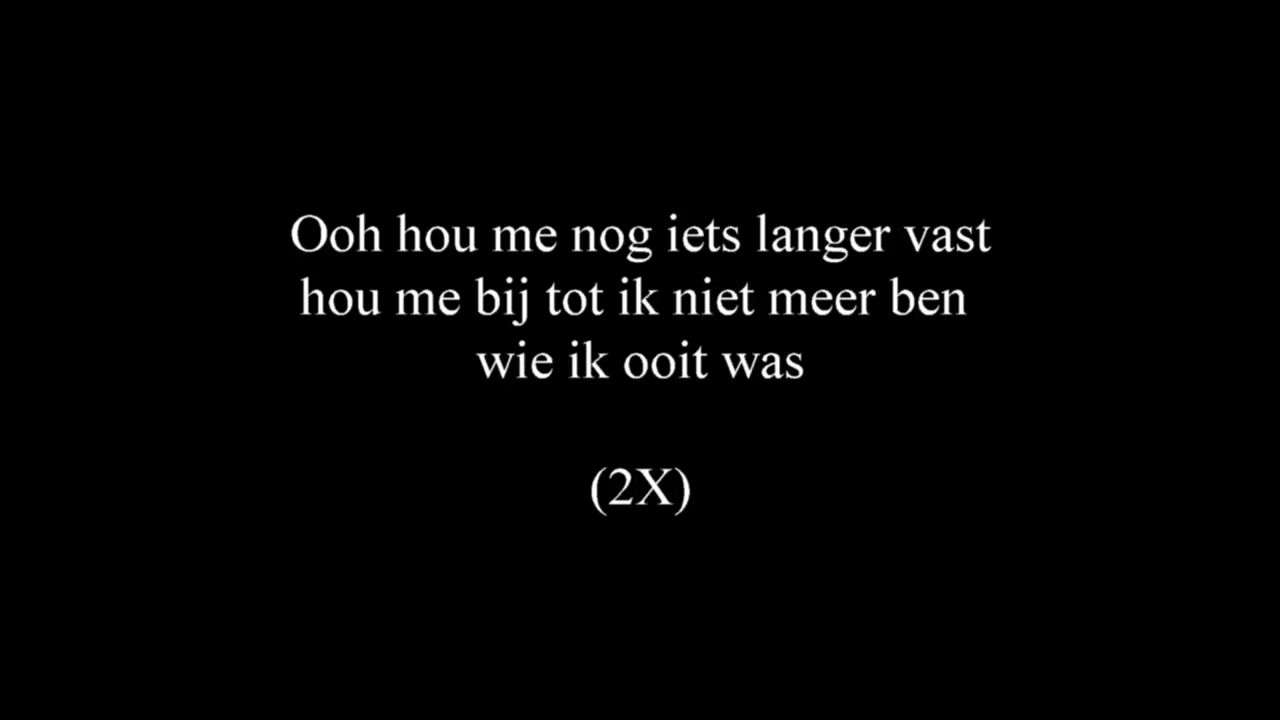 Ooh hou me nog iets langer vast
hou me bij tot ik niet meer ben
wie ik ooit was
(2X)